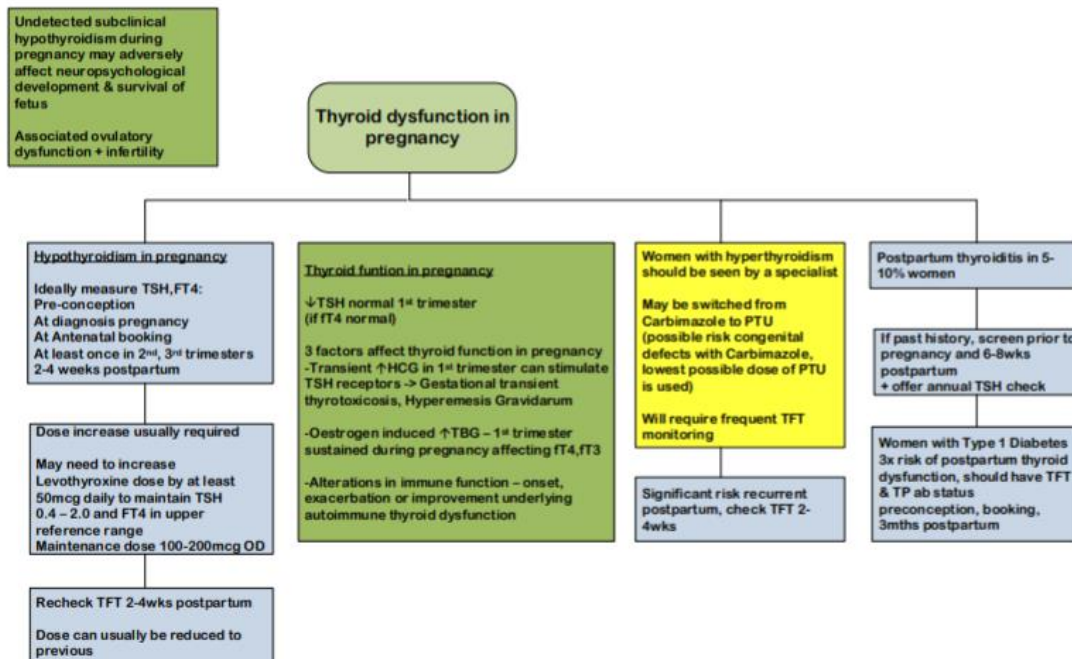 Undetected subclinical
hypothyroidism during
pregnancy may adversely
affect neuropsychological
development & survival of
fetus
Associated ovulatory
dysfunction + infertility
Thyroid dysfunction in
pregnancy
Hypothyroidism in pregnancy
Ideally measure TSH,FT4:
Pre-conception
At diagnosis pregnancy
At Antenatal booking
At least once in 2nd, 3rd trimesters
2-4 weeks postpartum
Dose increase usually required
May need to increase
Levothyroxine dose by at least
50mcg daily to maintain TSH
0.4 – 2.0 and FT4 in upper
reference range
Maintenance dose 100-200mcg OD
Recheck TFT 2-4wks postpartum
Dose can usually be reduced to
previous
Thyroid funtion in pregnancy
↓TSH normal 1st trimester
(if fT4 normal)
3 factors affect thyroid function in pregnancy
-Transient ↑HCG in 1st trimester can stimulate
TSH receptors -> Gestational transient
thyrotoxicosis, Hyperemesis Gravidarum
-Oestrogen induced ↑TBG – 1st trimester
sustained during pregnancy affecting fT4,fT3
-Alterations in immune function – onset,
exacerbation or improvement underlying
autoimmune thyroid dysfunction
Women with hyperthyroidism
should be seen by a specialist
May be switched from
Carbimazole to PTU
(possible risk congenital
defects with Carbimazole,
lowest possible dose of PTU
is used)
Will require frequent TFT
monitoring
Significant risk recurrent
postpartum, check TFT 2-
4wks
Postpartum thyroiditis in 5-
10% women
If past history, screen prior to
pregnancy and 6-8wks
postpartum
+ offer annual TSH check
Women with Type 1 Diabetes
3x risk of postpartum thyroid
dysfunction, should have TFT
& TP ab status
preconception, booking,
3mths postpartum